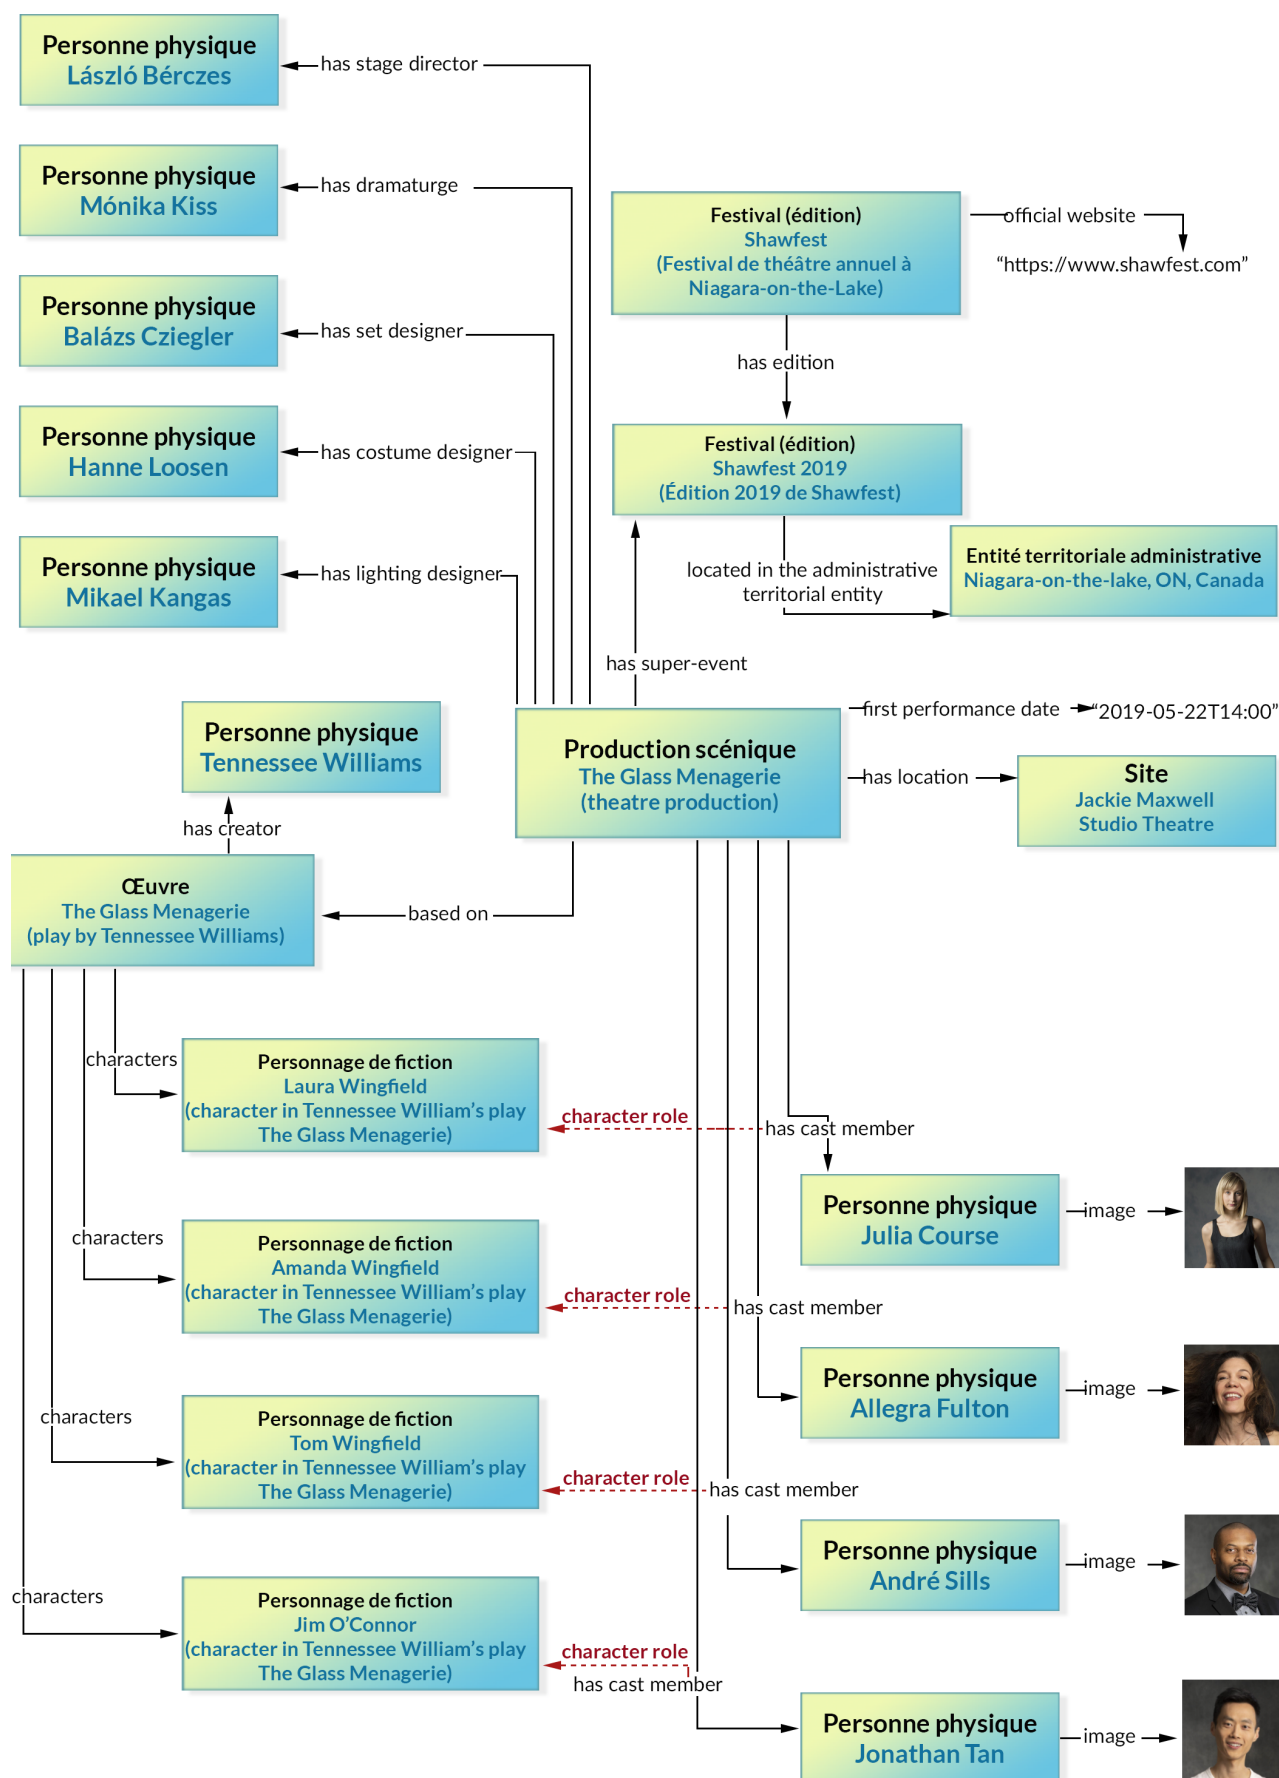 Personne physique
László Bérczes
has stage director
Personne physique
Mónika Kiss
has dramaturge
Personne physique
Balázs Cziegler
has set designer
Personne physique
Hanne Loosen
has costume designer
Personne physique
Mikael Kangas
has lighting designer
Festival (édition)
Shawfest
(Festival de théâtre annuel à
Niagara-on-the-Lake)
official website
“https://www.shawfest.com”
has edition
Festival (édition)
Shawfest 2019
(Édition 2019 de Shawfest)
located in the administrative
territorial entity
Entité territoriale administrative
Niagara-on-the-lake, ON, Canada
has super-event
Personne physique
Tennessee Williams
has creator
Production scénique
The Glass Menagerie
(theatre production)
first performance date
“2019-05-22T14:00”
has location
Site
Jackie Maxwell
Studio Theatre
Œuvre
The Glass Menagerie
(play by Tennessee Williams)
based on
characters
Personnage de fiction
Laura Wingfield
(character in Tennessee William’s play
The Glass Menagerie)
character role
has cast member
Personne physique
Julia Course
image
characters
Personnage de fiction
Amanda Wingfield
(character in Tennessee William’s play
The Glass Menagerie)
character role
has cast member
Personne physique
Allegra Fulton
image
characters
Personnage de fiction
Tom Wingfield
(character in Tennessee William’s play
The Glass Menagerie)
character role
has cast member
Personne physique
André Sills
image
characters
Personnage de fiction
Jim O’Connor
(character in Tennessee William’s play
The Glass Menagerie)
character role
has cast member
Personne physique
Jonathan Tan
image